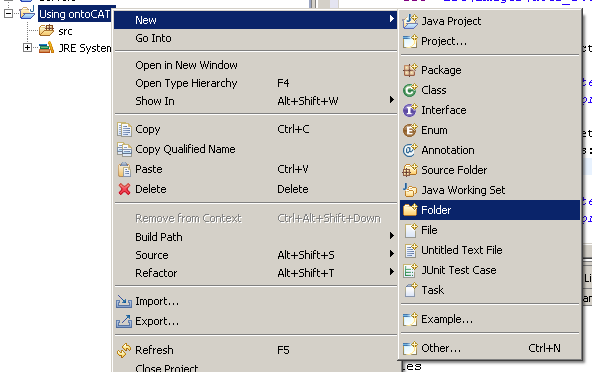 Using ontoCAT
src
JRE System
New
Go Into
Open in New Window
Open Type Hierarchy F4
Show In Alt+Shift+W
Copy Ctrl+C
Copy Qualified Name
Paste Ctrl+V
Delete Delete
Remove from Context Ctrl+Alt+Shift+Down
Build Path
Source Alt+Shift+S
Refactor Alt+Shift+T
Import...
Export...
Refresh F5
Close Project
Java Project
Project...
Package
Class
Interface
Enum
Annotation
Source Folder
Java Working Set
Folder
File
Untitled Text File
JUnit Test Case
Task
Example...
Other... Ctrl+N